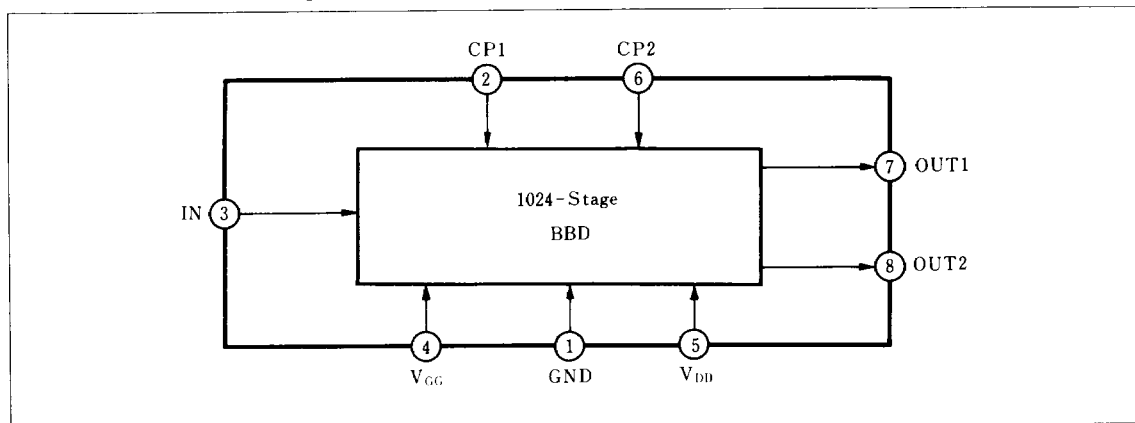 CP1 CP2
2 6
7 OUT1
1024-Stage
IN 3
BBD
8 OUT2
4 1 5
VGG GND VDD